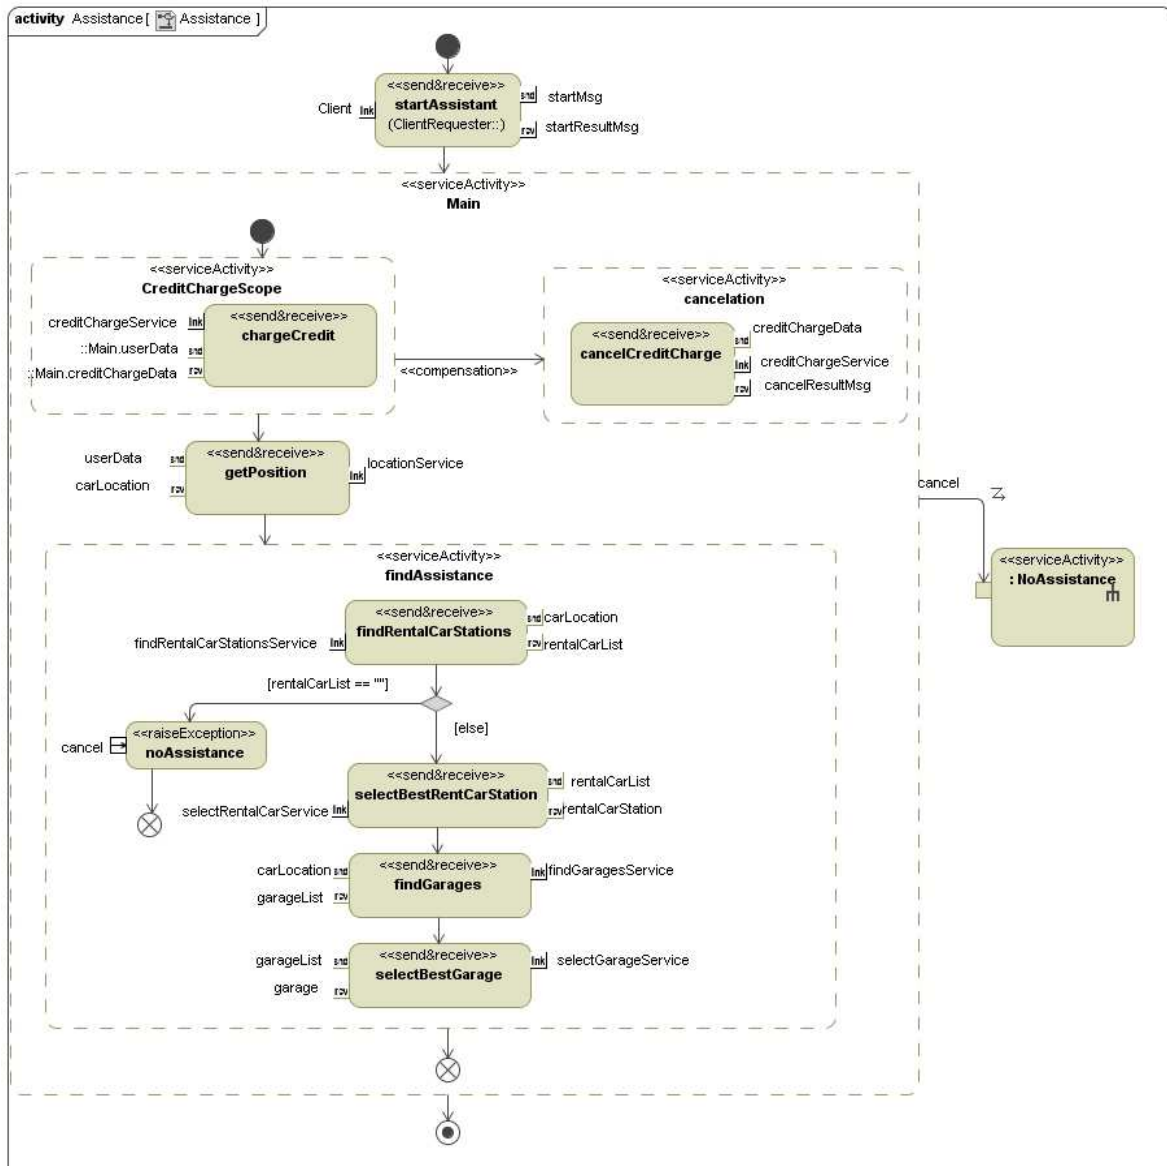 activity Assistance [ Assistance ]
<<send&receive>>
startAssistant
(ClientRequester::)
Client
lnk
snd
startMsg
rcv
startResultMsg
<<serviceActivity>>
Main
<<serviceActivity>>
CreditChargeScope
creditChargeService
lnk
::Main.userData
snd
::Main.creditChargeData
rcv
<<send&receive>>
chargeCredit
<<compensation>>
<<serviceActivity>>
cancelation
<<send&receive>>
cancelCreditCharge
snd
creditChargeData
lnk
creditChargeService
rcv
cancelResultMsg
userData
snd
carLocation
rcv
<<send&receive>>
getPosition
lnk
locationService
cancel
<<serviceActivity>>
: NoAssistance
<<serviceActivity>>
findAssistance
findRentalCarStationsService
lnk
<<send&receive>>
findRentalCarStations
snd
carLocation
rcv
rentalCarList
[rentalCarList == ""]
[else]
cancel
<<raiseException>>
noAssistance
selectRentalCarService
lnk
<<send&receive>>
selectBestRentCarStation
snd
rentalCarList
rcv
rentalCarStation
carLocation
snd
garageList
rcv
<<send&receive>>
findGarages
lnk
findGaragesService
garageList
snd
garage
rcv
<<send&receive>>
selectBestGarage
lnk
selectGarageService